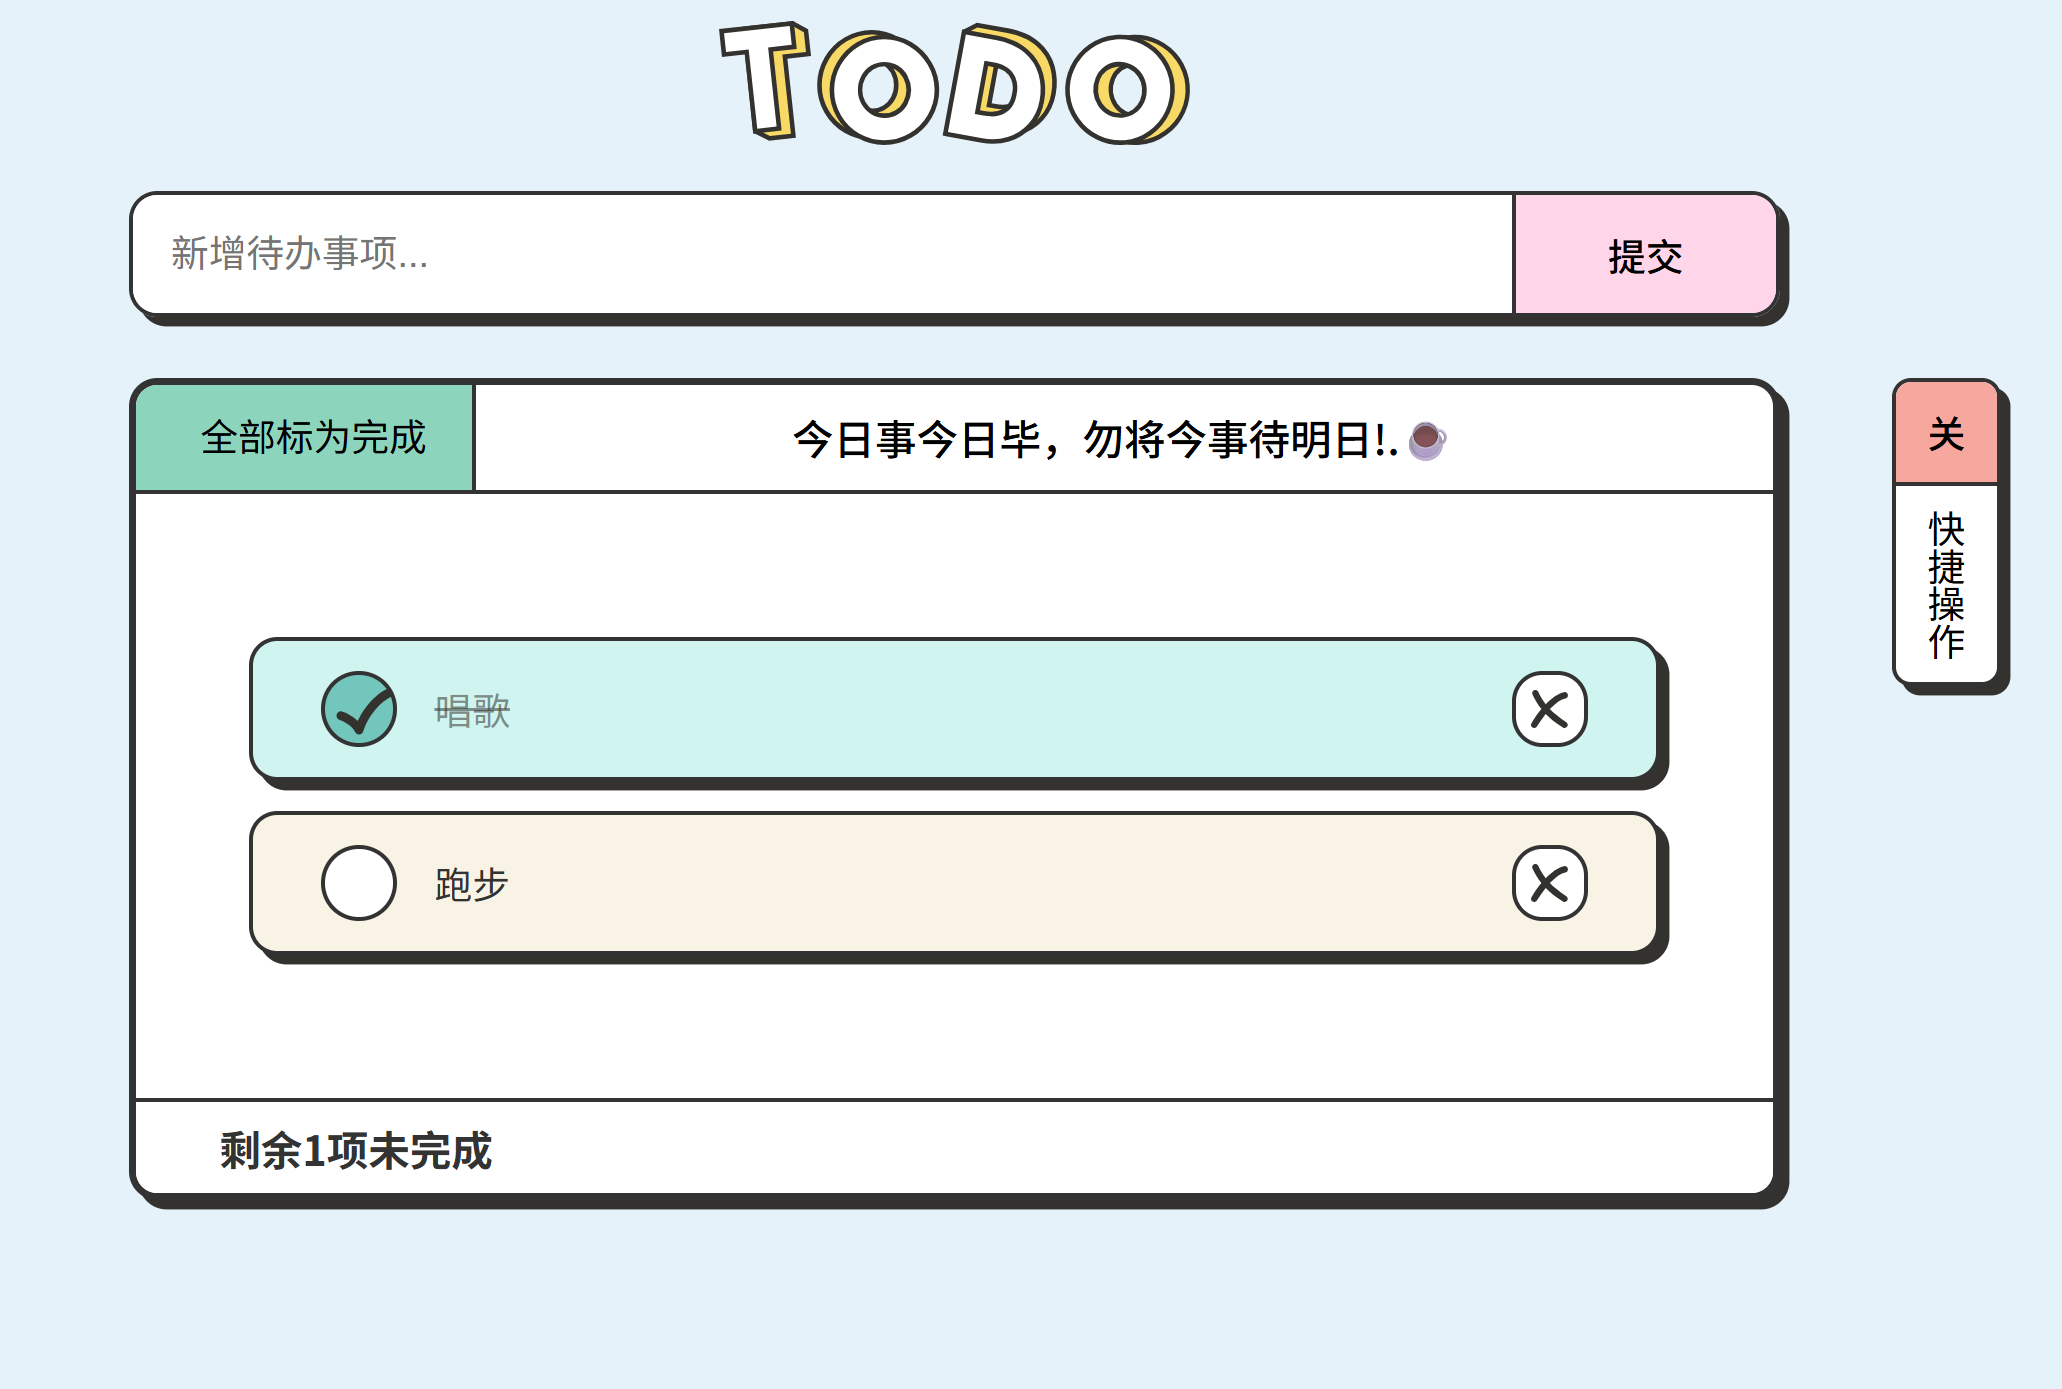 TODO
新增待办事项...
提交
全部标为完成
今日事今日毕，勿将今事待明日!.☕
关
快捷操作
唱歌
跑步
剩余1项未完成